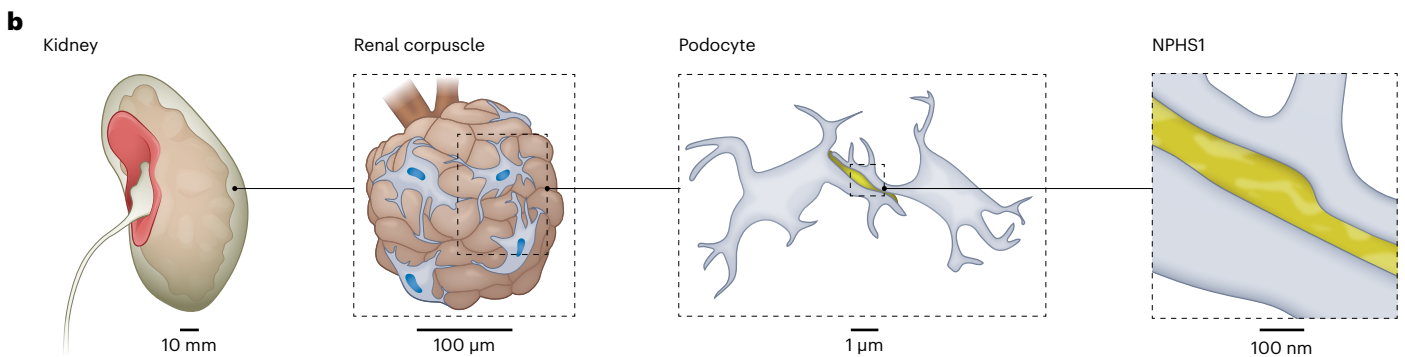 b
Kidney
Renal corpuscle
Podocyte
NPHS1
10 mm
100 µm
1 µm
100 nm